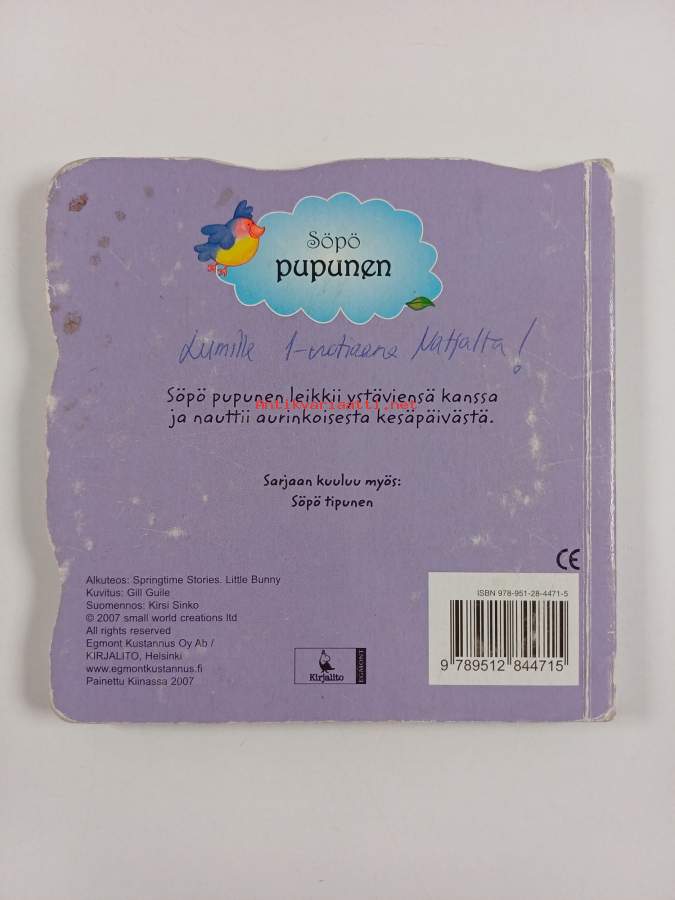 Söpö
pupunen
Lumille 1-vuotiaana Matjalta!
Söpö pupunen leikkii ystäviensä kanssa
Antikvariaatti.net
ja nauttii aurinkoisesta kesäpäivästä.
Sarjaan kuuluu myös:
Söpö tipunen
CE
Alkuteos: Springtime Stories. Little Bunny
Kuvitus: Gill Guile
Suomennos: Kirsi Sinko
© 2007 small world creations ltd
All rights reserved
Egmont Kustannus Oy Ab /
KIRJALITO, Helsinki
www.egmontkustannus.fi
Painettu Kiinassa 2007
Kirjalito
EGMONT
ISBN 978-951-28-4471-5
9 789512 844715